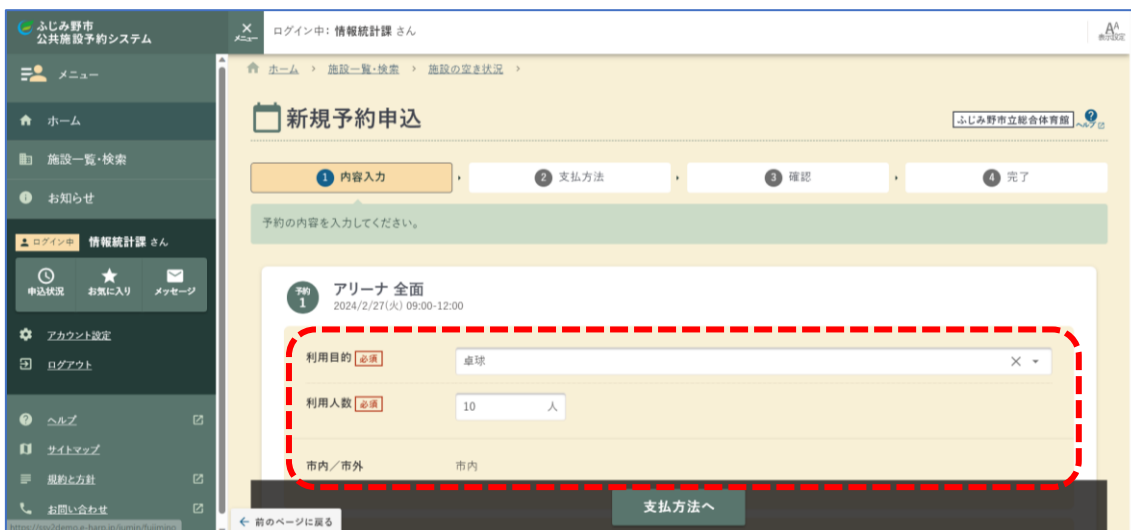 ふじみ野市
公共施設予約システム
メニュー
ログイン中: 情報統計課 さん
AA
表示設定
メニュー
ホーム › 施設一覧・検索 › 施設の空き状況 ›
ホーム
新規予約申込
ふじみ野市立総合体育館
ヘルプ
施設一覧・検索
1 内容入力
2 支払方法
3 確認
4 完了
お知らせ
予約の内容を入力してください。
ログイン中 情報統計課 さん
申込状況
お気に入り
メッセージ
予約
1
アリーナ 全面
2024/2/27(火) 09:00-12:00
アカウント設定
ログアウト
利用目的 必須
卓球
利用人数 必須
10 人
ヘルプ
サイトマップ
市内/市外
市内
規約と方針
支払方法へ
お問い合わせ
← 前のページに戻る